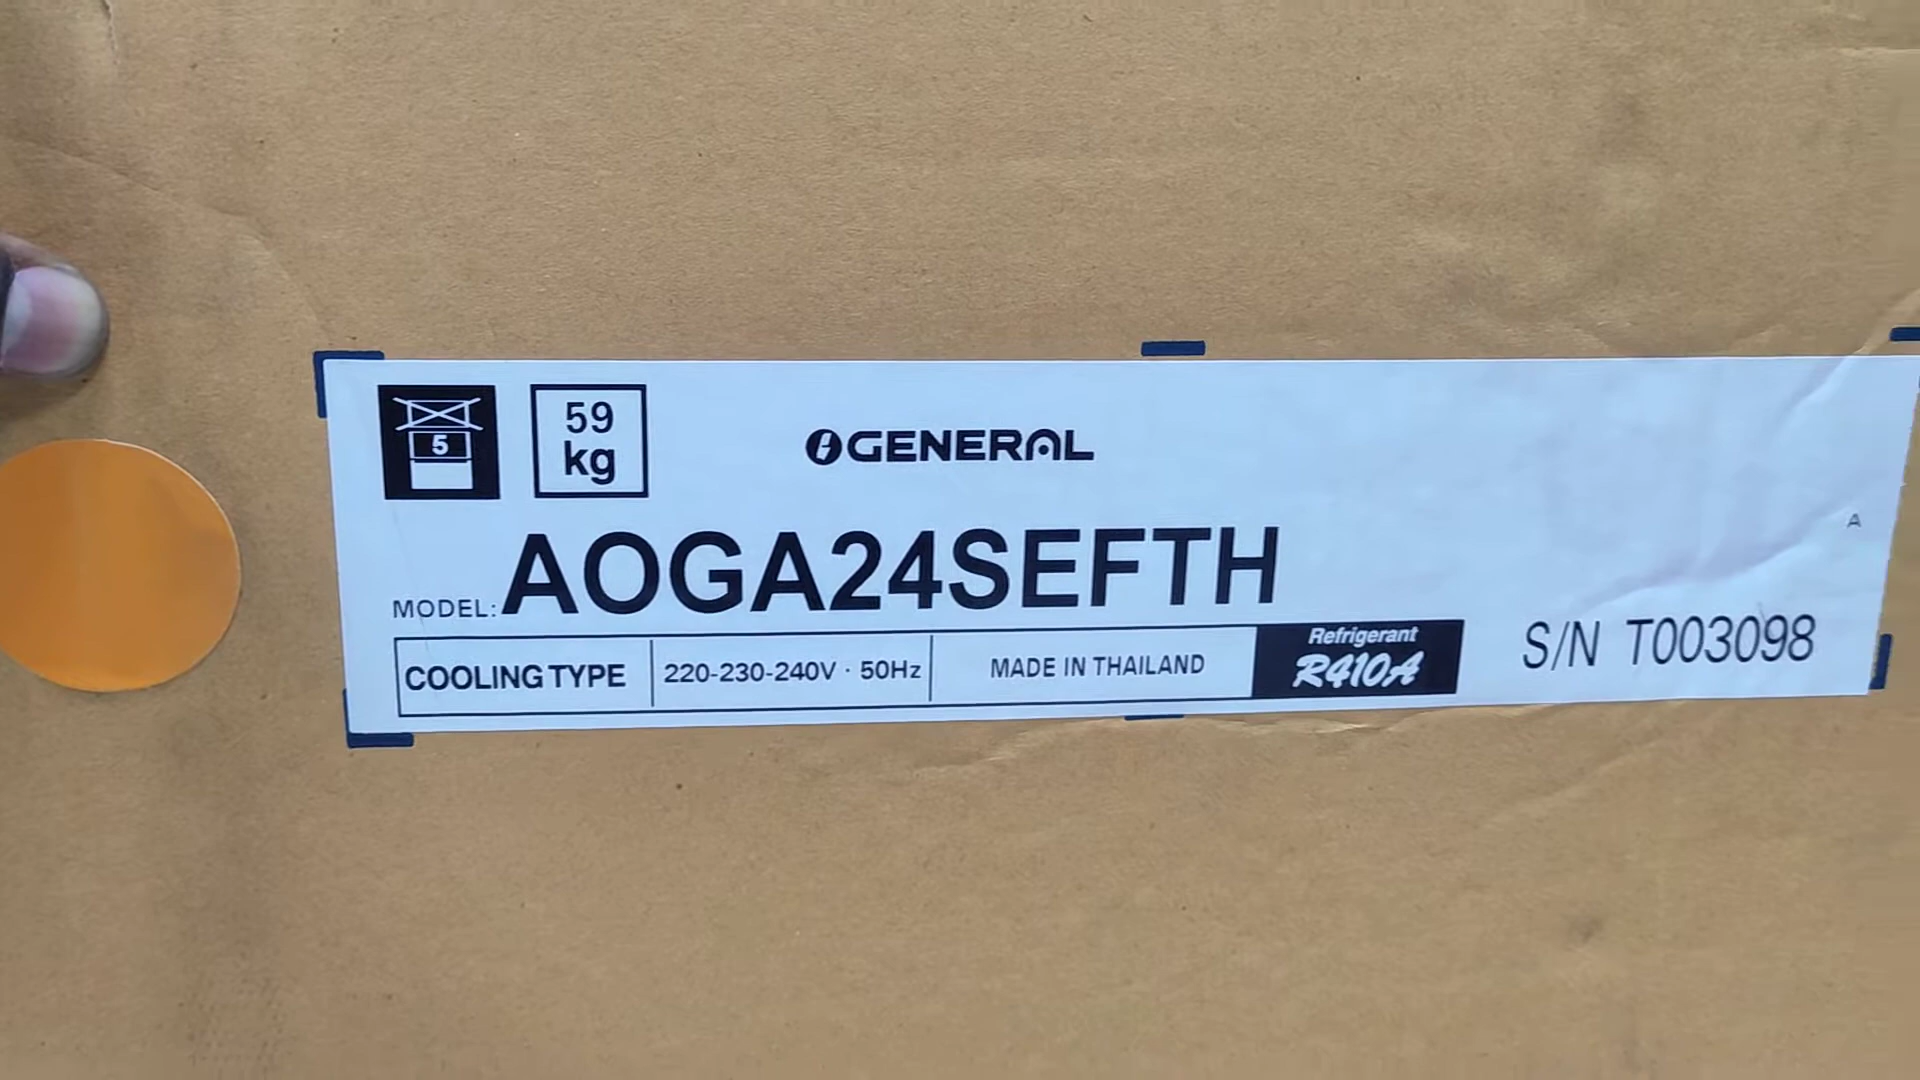 5
59
kg
GENERAL
A
MODEL: AOGA24SEFTH
COOLING TYPE 220-230-240V · 50Hz MADE IN THAILAND Refrigerant R410A
S/N T003098